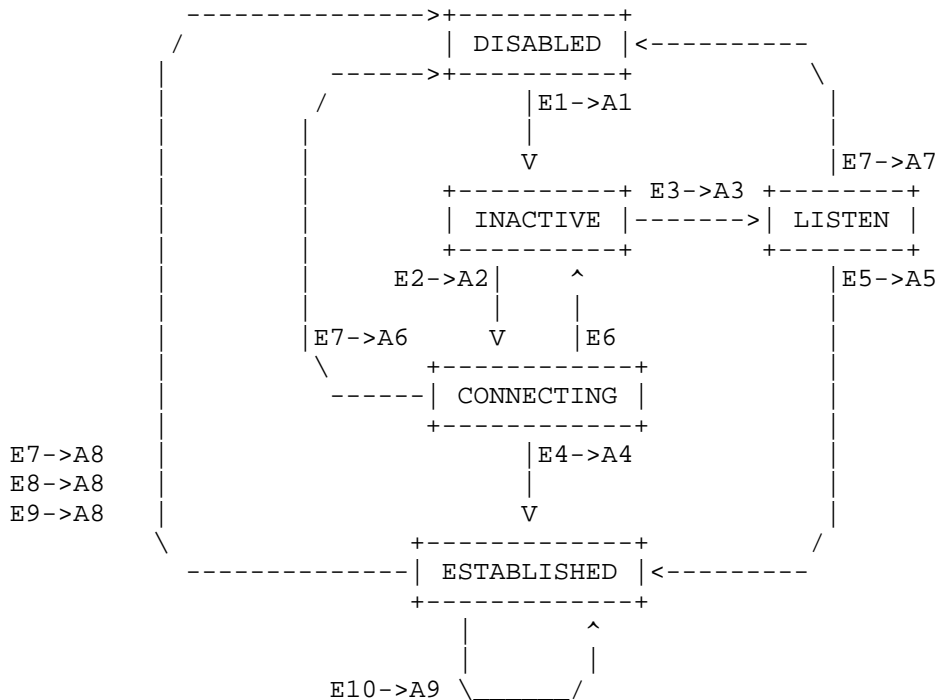 DISABLED
E1->A1
E7->A7
E3->A3
INACTIVE
LISTEN
E2->A2
E5->A5
E7->A6
E6
CONNECTING
E7->A8
E4->A4
E8->A8
E9->A8
ESTABLISHED
E10->A9